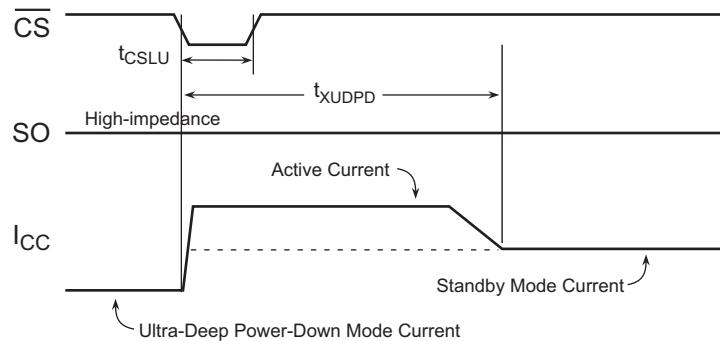 CS
tCSLU
tXUDPD
High-impedance
SO
Active Current
ICC
Standby Mode Current
Ultra-Deep Power-Down Mode Current